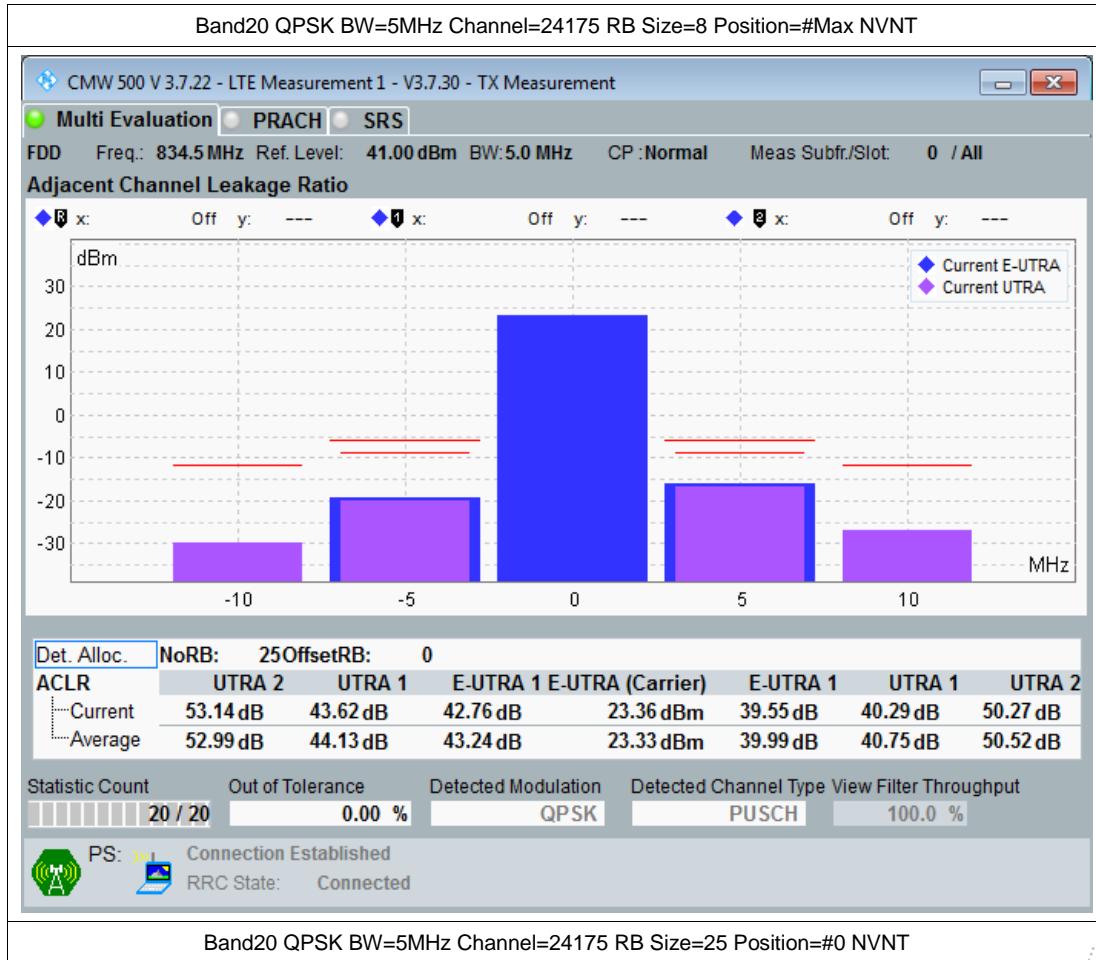 Band20 QPSK BW=5MHz Channel=24175 RB Size=8 Position=#Max NVNT
CMW 500 V 3.7.22 - LTE Measurement 1 - V3.7.30 - TX Measurement
Multi Evaluation PRACH SRS
FDD Freq.: 834.5 MHz Ref. Level: 41.00 dBm BW: 5.0 MHz CP : Normal Meas Subfr./Slot: 0 / All
Adjacent Channel Leakage Ratio
R x: Off y: --- 1 x: Off y: --- 2 x: Off y: ---
dBm
Current E-UTRA
Current UTRA
30
20
10
0
-10
-20
-30
MHz
-10 -5 0 5 10
Det. Alloc. NoRB: 25 OffsetRB: 0
ACLR UTRA 2 UTRA 1 E-UTRA 1 E-UTRA (Carrier) E-UTRA 1 UTRA 1 UTRA 2
Current 53.14 dB 43.62 dB 42.76 dB 23.36 dBm 39.55 dB 40.29 dB 50.27 dB
Average 52.99 dB 44.13 dB 43.24 dB 23.33 dBm 39.99 dB 40.75 dB 50.52 dB
Statistic Count Out of Tolerance Detected Modulation Detected Channel Type View Filter Throughput
20 / 20 0.00 % QPSK PUSCH 100.0 %
PS: Connection Established
RRC State: Connected
Band20 QPSK BW=5MHz Channel=24175 RB Size=25 Position=#0 NVNT